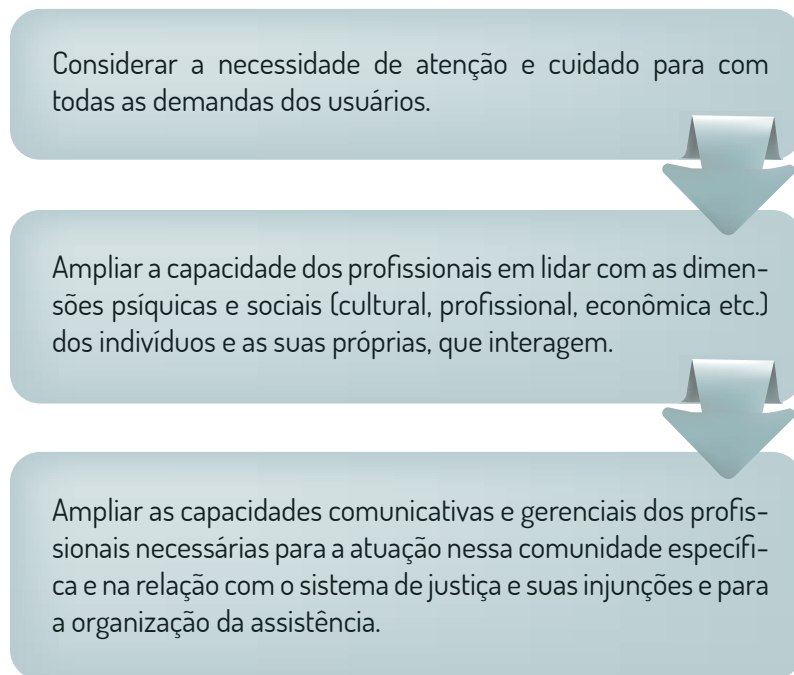 Considerar a necessidade de atenção e cuidado para com
todas as demandas dos usuários.
Ampliar a capacidade dos profissionais em lidar com as dimen-
sões psíquicas e sociais (cultural, profissional, econômica etc.)
dos indivíduos e as suas próprias, que interagem.
Ampliar as capacidades comunicativas e gerenciais dos profis-
sionais necessárias para a atuação nessa comunidade específi-
ca e na relação com o sistema de justiça e suas injunções e para
a organização da assistência.